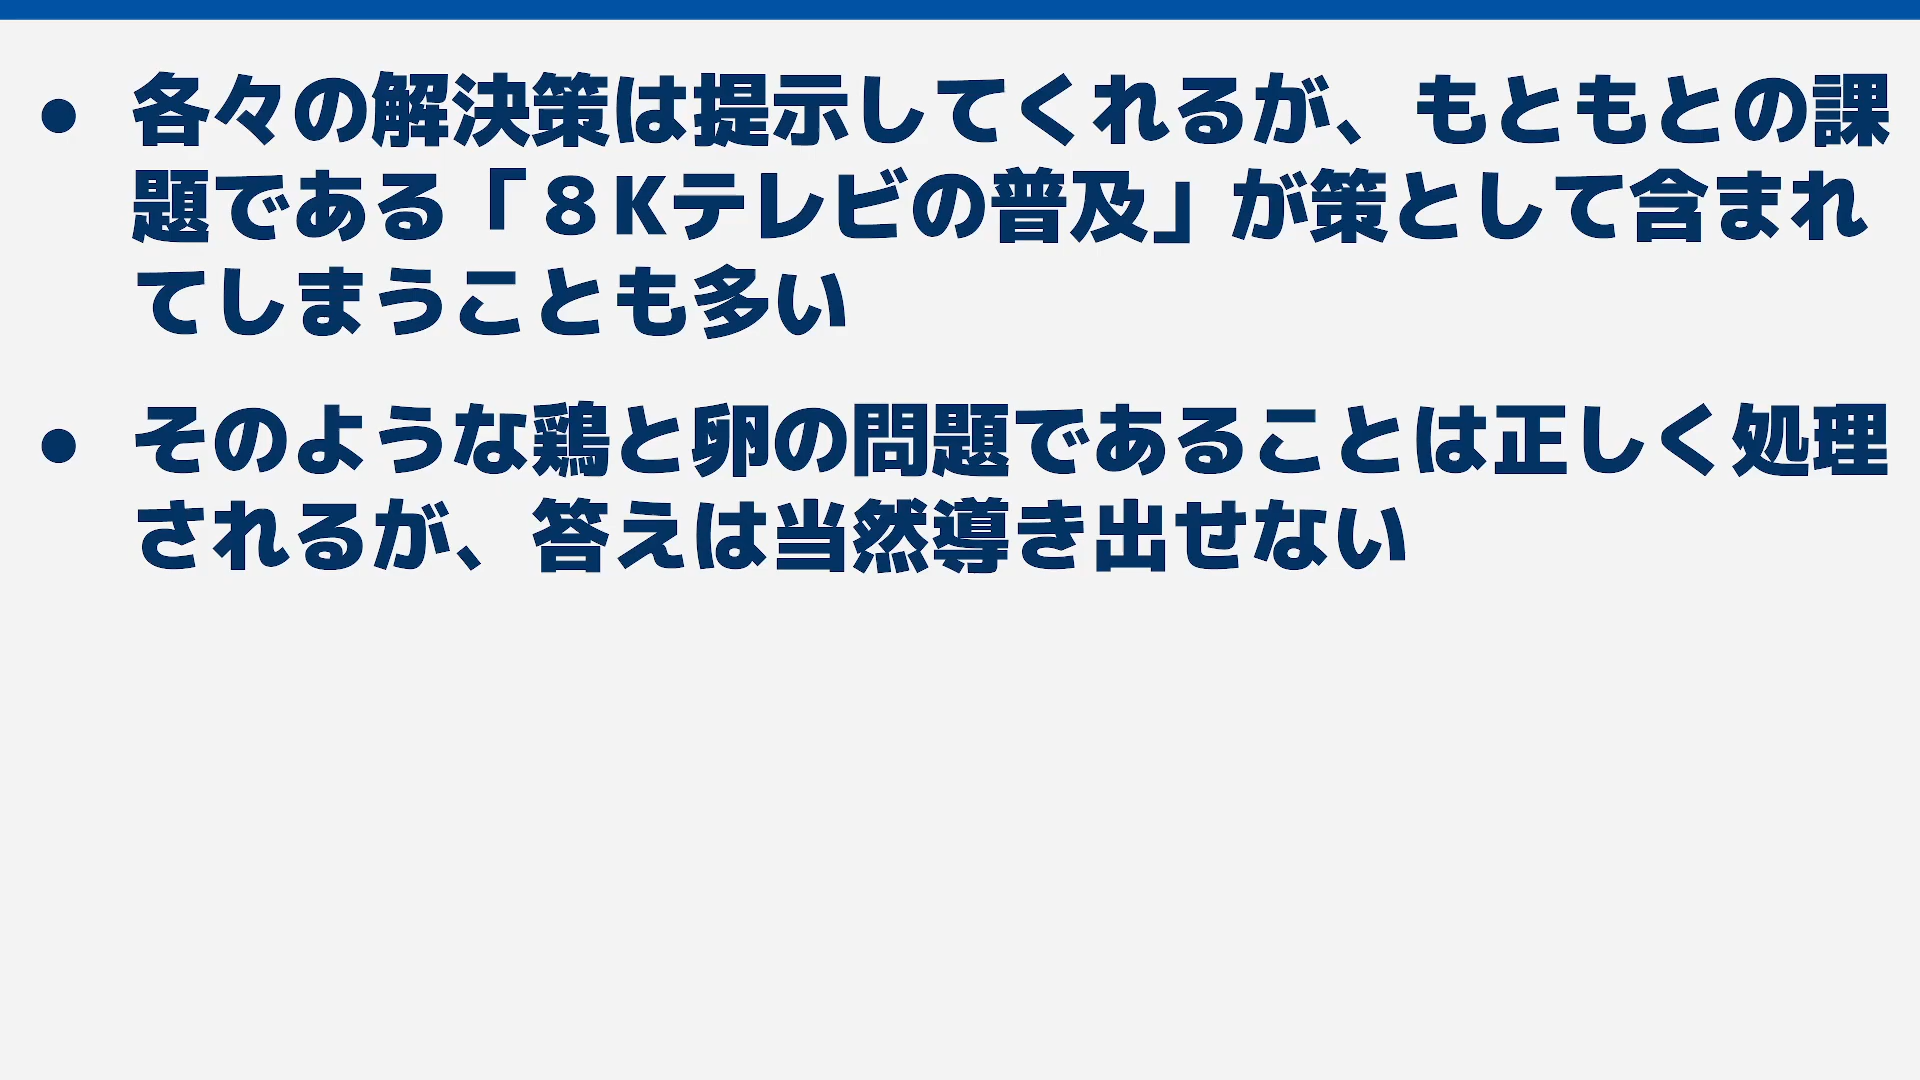 ● 各々の解決策は提示してくれるが、もともとの課
題である「８Kテレビの普及」が策として含まれ
てしまうことも多い
● そのような鶏と卵の問題であることは正しく処理
されるが、答えは当然導き出せない